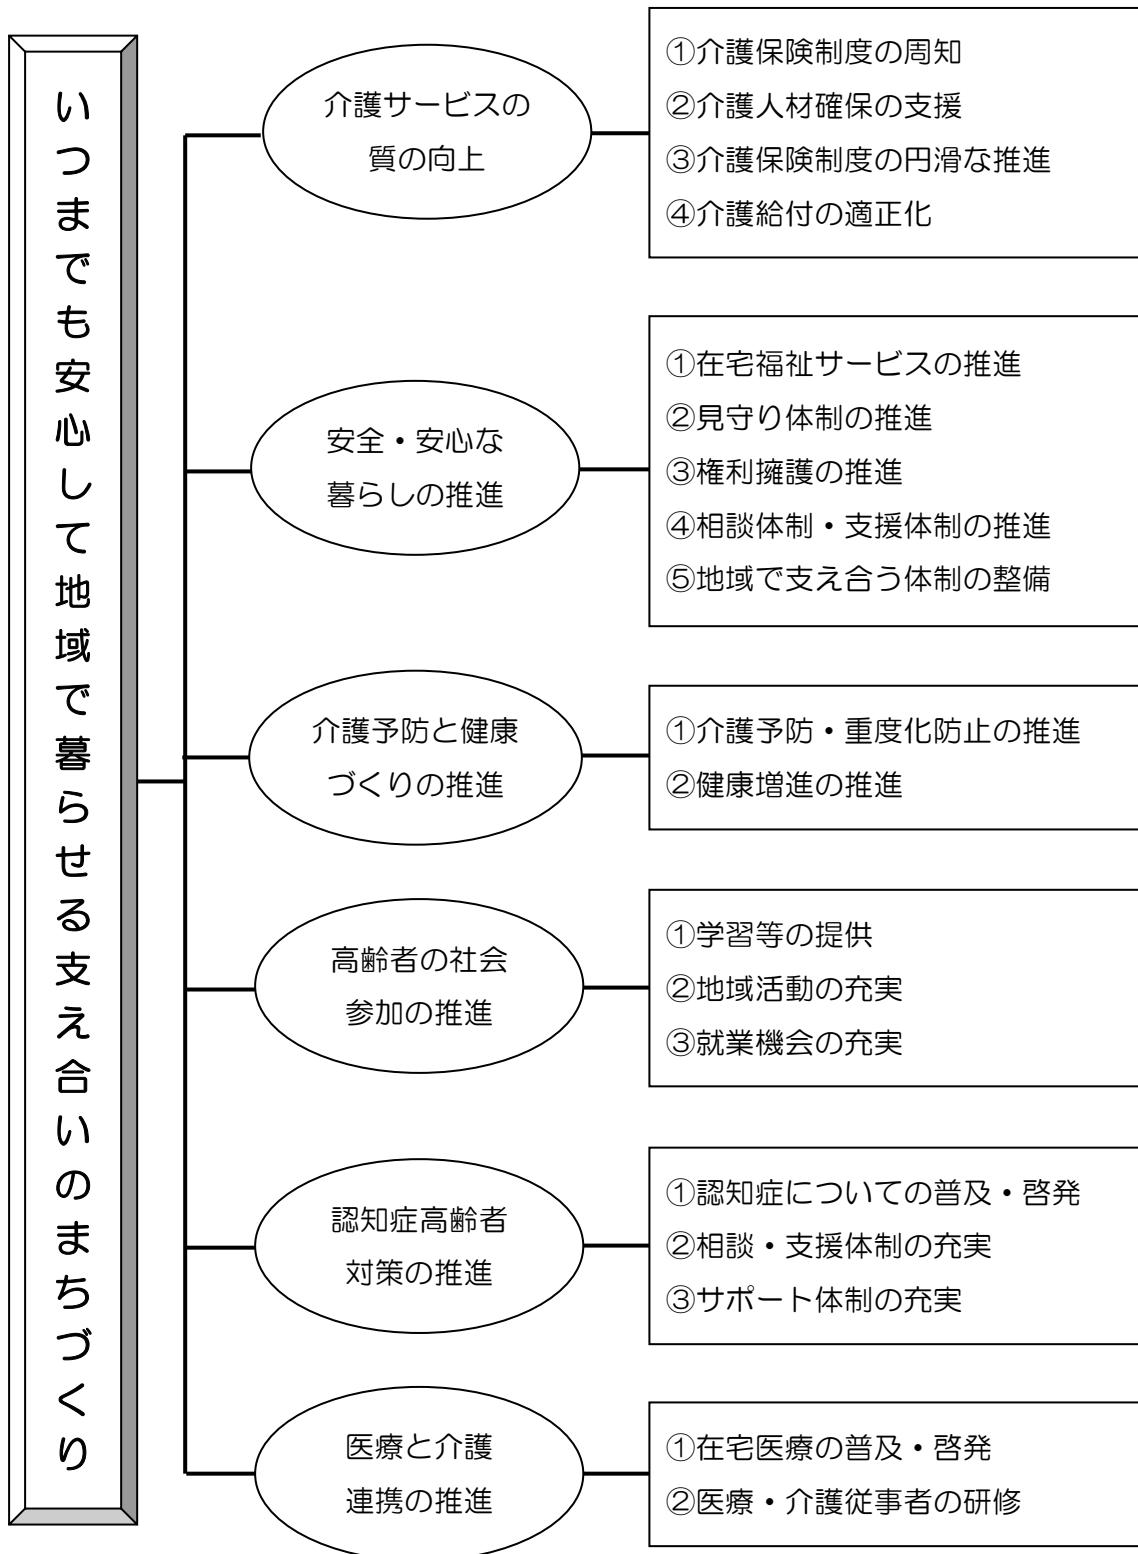 いつまでも安心して地域で暮らせる支え合いのまちづくり
介護サービスの
質の向上
①介護保険制度の周知
②介護人材確保の支援
③介護保険制度の円滑な推進
④介護給付の適正化
安全・安心な
暮らしの推進
①在宅福祉サービスの推進
②見守り体制の推進
③権利擁護の推進
④相談体制・支援体制の推進
⑤地域で支え合う体制の整備
介護予防と健康
づくりの推進
①介護予防・重度化防止の推進
②健康増進の推進
高齢者の社会
参加の推進
①学習等の提供
②地域活動の充実
③就業機会の充実
認知症高齢者
対策の推進
①認知症についての普及・啓発
②相談・支援体制の充実
③サポート体制の充実
医療と介護
連携の推進
①在宅医療の普及・啓発
②医療・介護従事者の研修